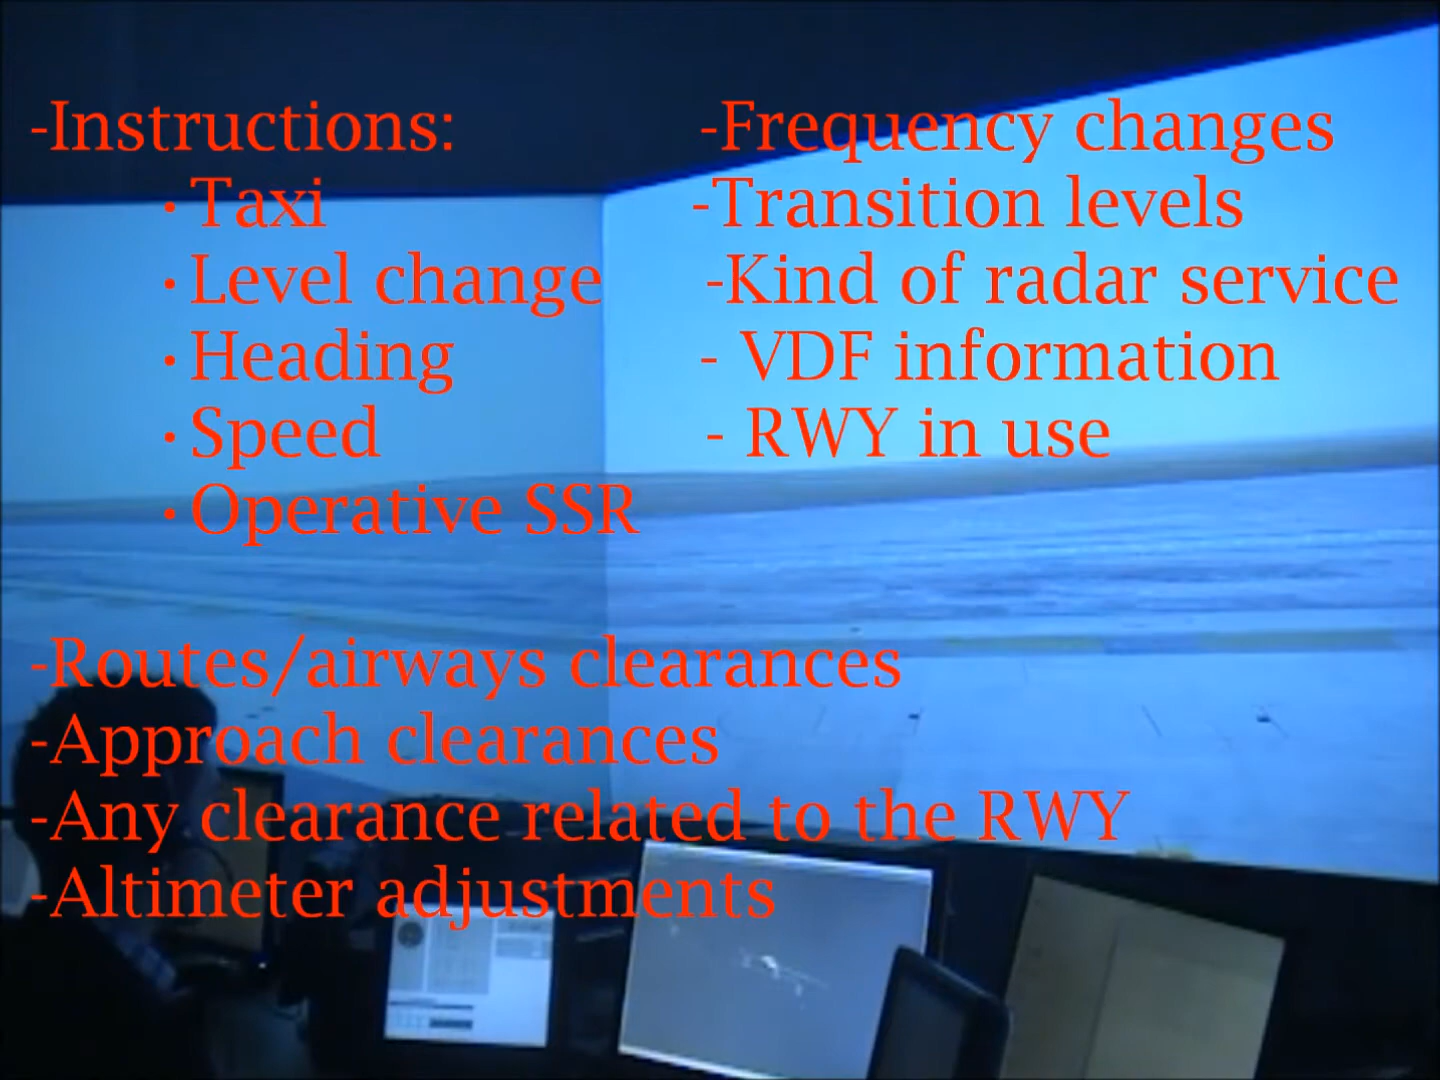 -Instructions:
·Taxi
·Level change
·Heading
·Speed
·Operative SSR
-Frequency changes
-Transition levels
-Kind of radar service
- VDF information
- RWY in use
-Routes/airways clearances
-Approach clearances
-Any clearance related to the RWY
-Altimeter adjustments